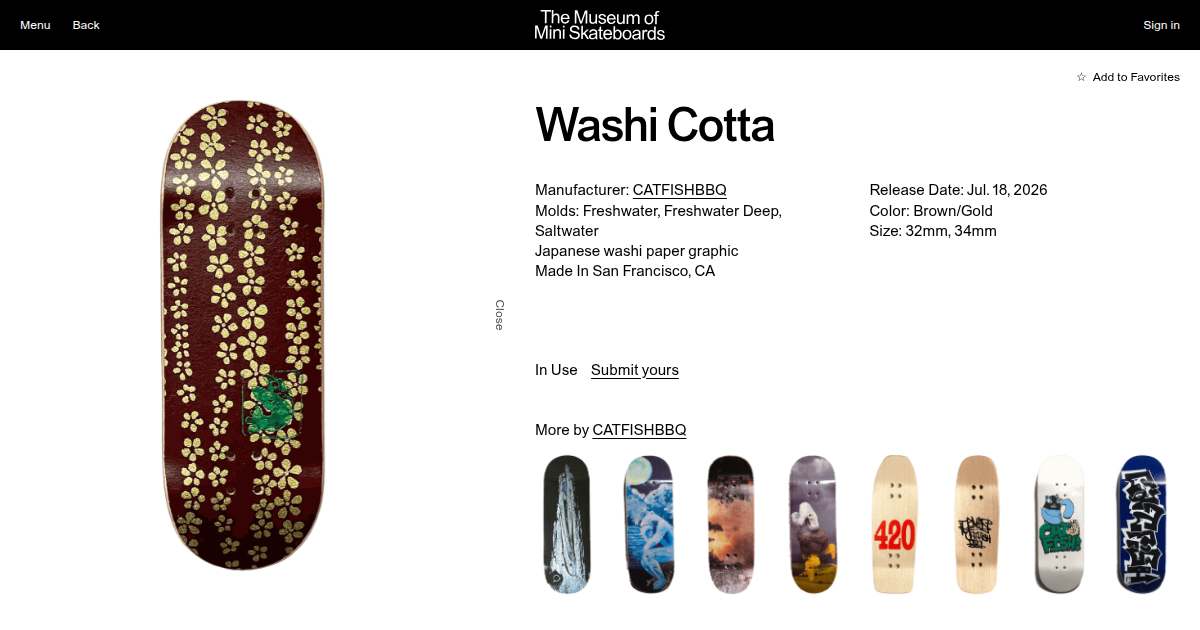 Menu
Back
The Museum of
Mini Skateboards
Sign in
☆ Add to Favorites
Washi Cotta
Manufacturer: CATFISHBBQ
Molds: Freshwater, Freshwater Deep,
Saltwater
Japanese washi paper graphic
Made In San Francisco, CA
Release Date: Jul. 18, 2026
Color: Brown/Gold
Size: 32mm, 34mm
Close
In Use
Submit yours
More by CATFISHBBQ
420